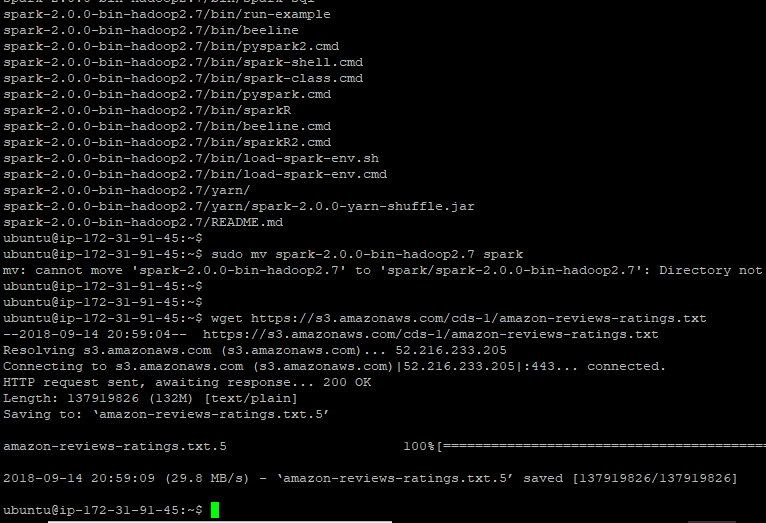 spark-2.0.0-bin-hadoop2.7/bin/spark-sql
spark-2.0.0-bin-hadoop2.7/bin/run-example
spark-2.0.0-bin-hadoop2.7/bin/beeline
spark-2.0.0-bin-hadoop2.7/bin/pyspark2.cmd
spark-2.0.0-bin-hadoop2.7/bin/spark-shell.cmd
spark-2.0.0-bin-hadoop2.7/bin/spark-class.cmd
spark-2.0.0-bin-hadoop2.7/bin/pyspark.cmd
spark-2.0.0-bin-hadoop2.7/bin/sparkR
spark-2.0.0-bin-hadoop2.7/bin/beeline.cmd
spark-2.0.0-bin-hadoop2.7/bin/sparkR2.cmd
spark-2.0.0-bin-hadoop2.7/bin/load-spark-env.sh
spark-2.0.0-bin-hadoop2.7/bin/load-spark-env.cmd
spark-2.0.0-bin-hadoop2.7/yarn/
spark-2.0.0-bin-hadoop2.7/yarn/spark-2.0.0-yarn-shuffle.jar
spark-2.0.0-bin-hadoop2.7/README.md
ubuntu@ip-172-31-91-45:~$
ubuntu@ip-172-31-91-45:~$ sudo mv spark-2.0.0-bin-hadoop2.7 spark
mv: cannot move 'spark-2.0.0-bin-hadoop2.7' to 'spark/spark-2.0.0-bin-hadoop2.7': Directory not
ubuntu@ip-172-31-91-45:~$
ubuntu@ip-172-31-91-45:~$
ubuntu@ip-172-31-91-45:~$ wget https://s3.amazonaws.com/cds-1/amazon-reviews-ratings.txt
--2018-09-14 20:59:04--  https://s3.amazonaws.com/cds-1/amazon-reviews-ratings.txt
Resolving s3.amazonaws.com (s3.amazonaws.com)... 52.216.233.205
Connecting to s3.amazonaws.com (s3.amazonaws.com)|52.216.233.205|:443... connected.
HTTP request sent, awaiting response... 200 OK
Length: 137919826 (132M) [text/plain]
Saving to: ‘amazon-reviews-ratings.txt.5’
amazon-reviews-ratings.txt.5 100%[=========================================
2018-09-14 20:59:09 (29.8 MB/s) - ‘amazon-reviews-ratings.txt.5’ saved [137919826/137919826]
ubuntu@ip-172-31-91-45:~$